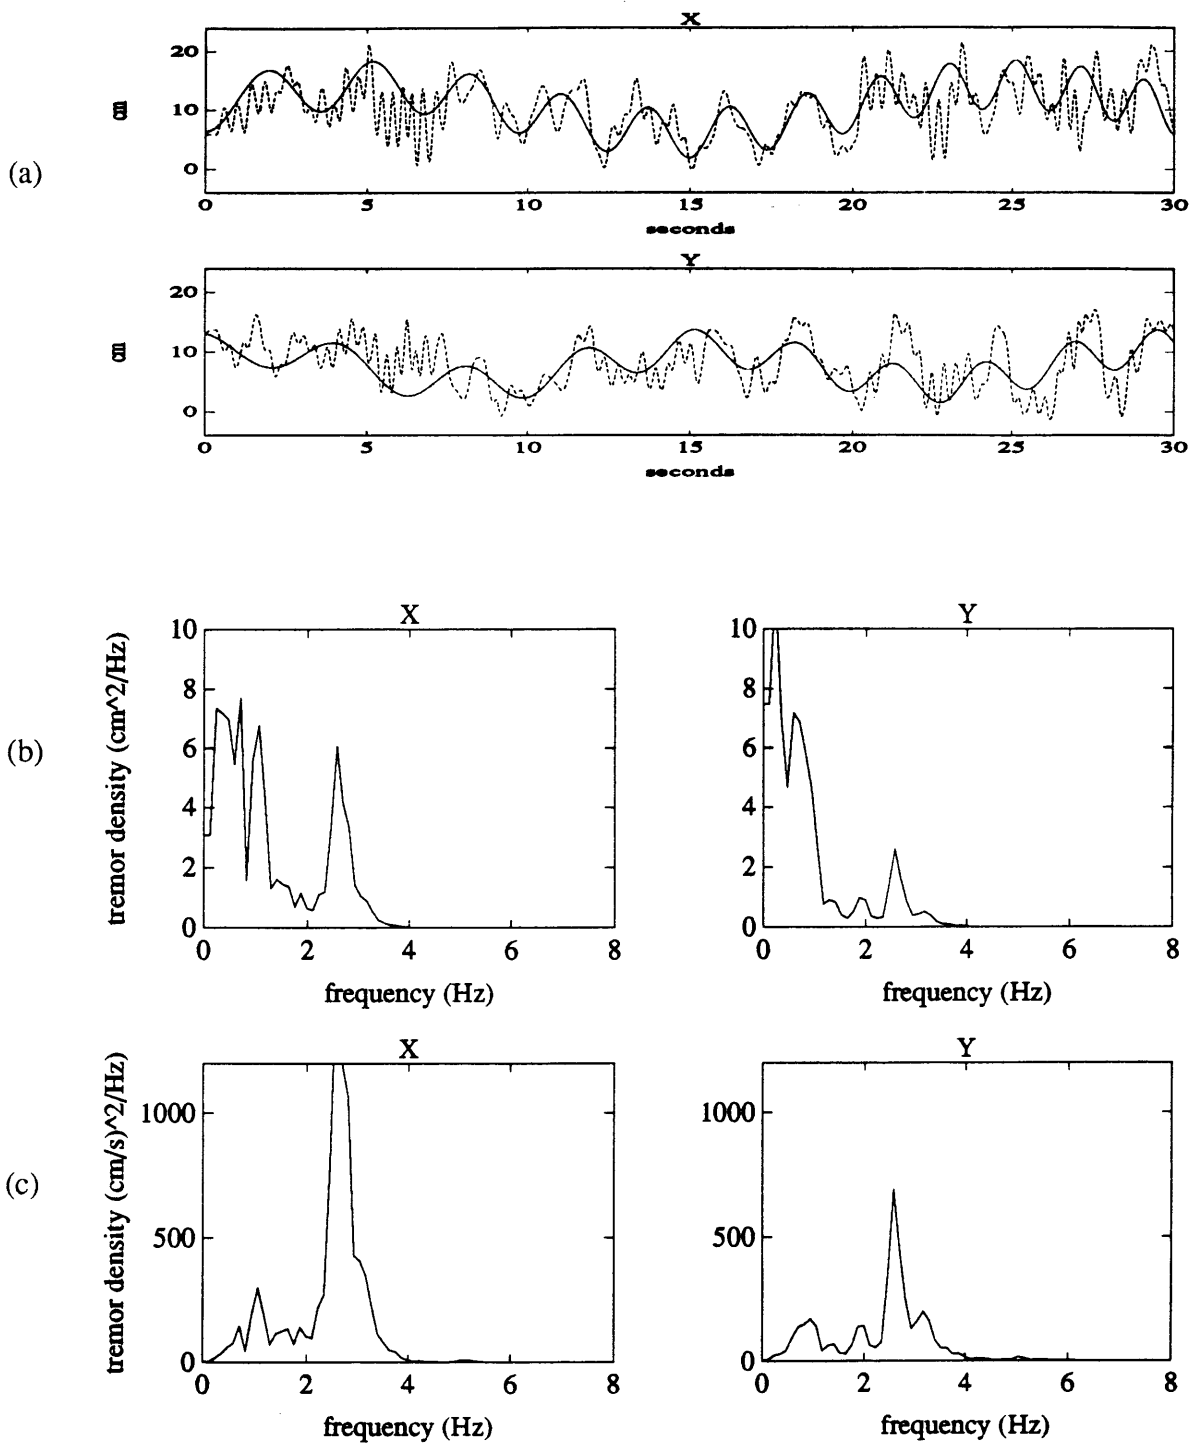 X
20
10
0
cm
(a)
0 5 10 15 20 25 30
seconds
Y
20
10
0
cm
0 5 10 15 20 25 30
seconds
(b)
X
tremor density (cm^2/Hz)
10
8
6
4
2
0
0 2 4 6 8
frequency (Hz)
Y
10
8
6
4
2
0
0 2 4 6 8
frequency (Hz)
(c)
X
tremor density (cm/s)^2/Hz)
1000
500
0
0 2 4 6 8
frequency (Hz)
Y
1000
500
0
0 2 4 6 8
frequency (Hz)